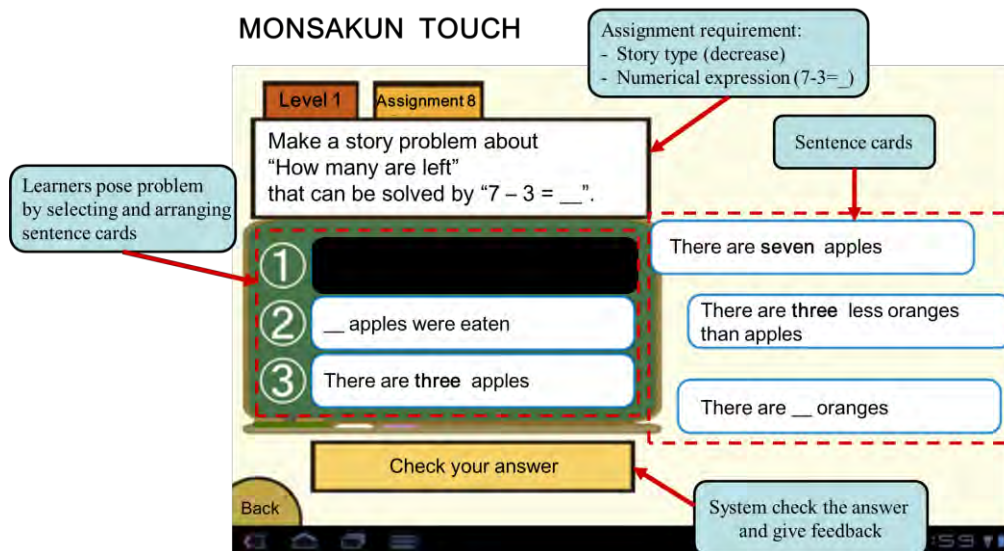 MONSAKUN TOUCH
Assignment requirement:
- Story type (decrease)
- Numerical expression (7-3=_)
Level 1
Assignment 8
Make a story problem about
“How many are left”
that can be solved by “7 – 3 = __”.
Sentence cards
Learners pose problem
by selecting and arranging
sentence cards
①
② __ apples were eaten
③ There are three apples
There are seven apples
There are three less oranges
than apples
There are __ oranges
Check your answer
Back
System check the answer
and give feedback
:59